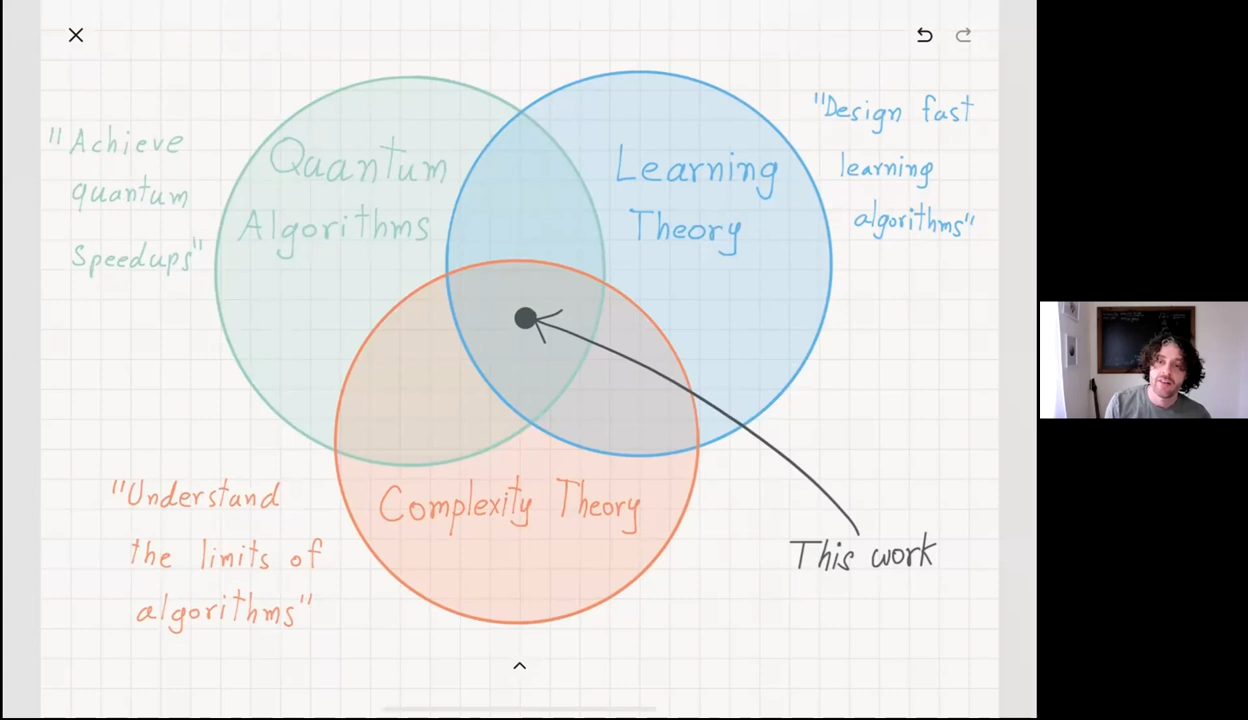 "Achieve
quantum
Speedups"
Quantum
Algorithms
Learning
Theory
"Design fast
learning
algorithms"
"Understand
the limits of
algorithms"
Complexity Theory
This work